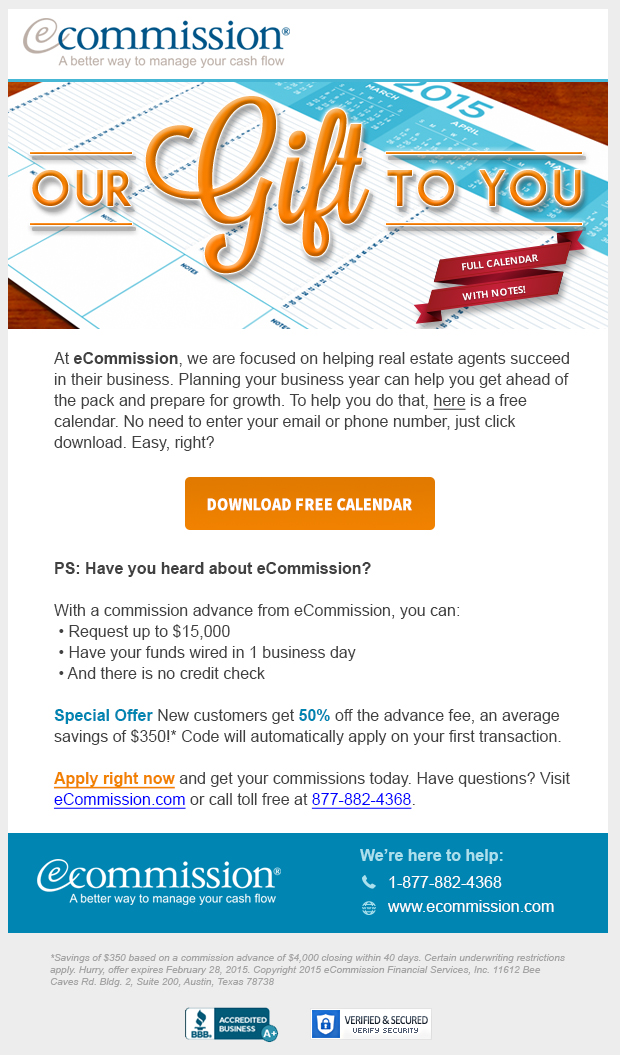 ecommission®
A better way to manage your cash flow
2015
MARCH
APRIL
MAY
OUR Gift TO YOU
NOTES
NOTES
NOTES
FULL CALENDAR
WITH NOTES!
At eCommission, we are focused on helping real estate agents succeed
in their business. Planning your business year can help you get ahead of
the pack and prepare for growth. To help you do that, here is a free
calendar. No need to enter your email or phone number, just click
download. Easy, right?
DOWNLOAD FREE CALENDAR
PS: Have you heard about eCommission?
With a commission advance from eCommission, you can:
• Request up to $15,000
• Have your funds wired in 1 business day
• And there is no credit check
Special Offer New customers get 50% off the advance fee, an average
savings of $350!* Code will automatically apply on your first transaction.
Apply right now and get your commissions today. Have questions? Visit
eCommission.com or call toll free at 877-882-4368.
ecommission®
A better way to manage your cash flow
We're here to help:
1-877-882-4368
www.ecommission.com
*Savings of $350 based on a commission advance of $4,000 closing within 40 days. Certain underwriting restrictions
apply. Hurry, offer expires February 28, 2015. Copyright 2015 eCommission Financial Services, Inc. 11612 Bee
Caves Rd. Bldg. 2, Suite 200, Austin, Texas 78738
BBB.
ACCREDITED
BUSINESS
A+
VERIFIED & SECURED
VERIFY SECURITY